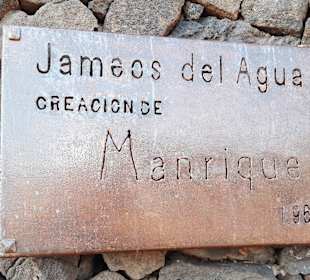 Jameos del Agua
CREACION DE
Manrique
196